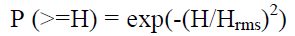 P (>=H) = exp(-(H/Hrms)²)